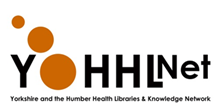 YOHHLNet
Yorkshire and the Humber Health Libraries & Knowledge Network